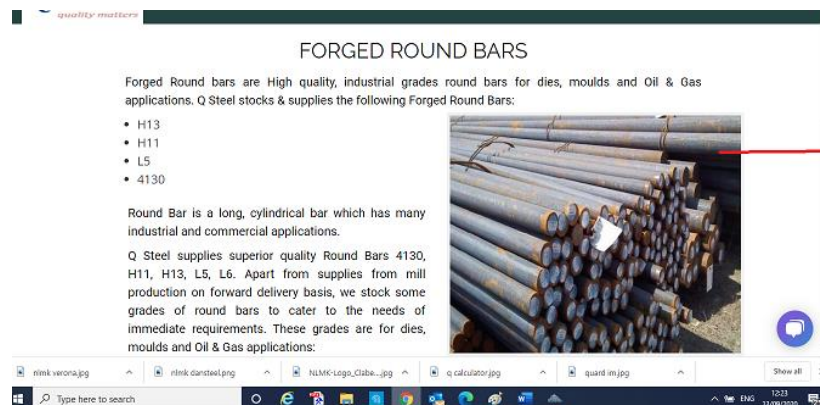 quality matters
FORGED ROUND BARS
Forged Round bars are High quality, industrial grades round bars for dies, moulds and Oil & Gas
applications. Q Steel stocks & supplies the following Forged Round Bars:
• H13
• H11
• L5
• 4130
Round Bar is a long, cylindrical bar which has many
industrial and commercial applications.
Q Steel supplies superior quality Round Bars 4130,
H11, H13, L5, L6. Apart from supplies from mill
production on forward delivery basis, we stock some
grades of round bars to cater to the needs of
immediate requirements. These grades are for dies,
moulds and Oil & Gas applications:
nlmk verona.jpg
nlmk dansteel.png
NLMK-Logo_Clabe....jpg
q calculator.jpg
quard im.jpg
Show all
Type here to search
ENG
12:23